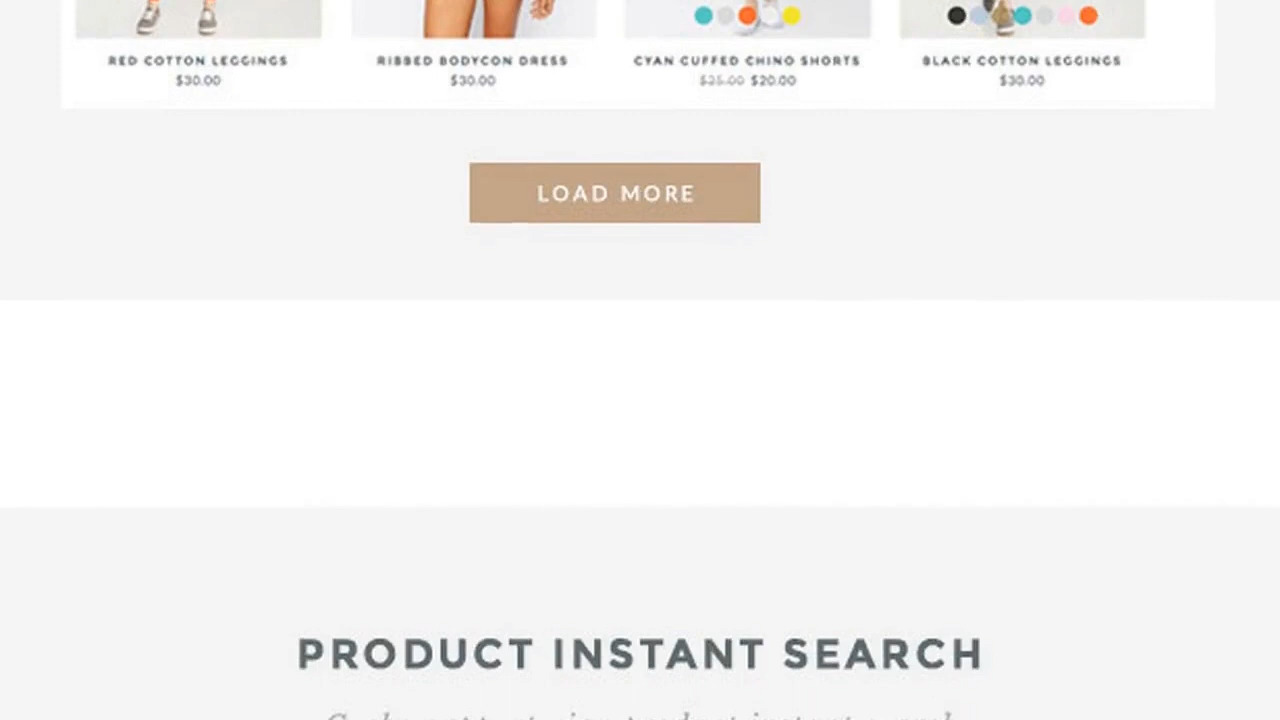 RED COTTON LEGGINGS
$30.00
RIBBED BODYCON DRESS
$30.00
CYAN CUFFED CHINO SHORTS
$25.00 $20.00
BLACK COTTON LEGGINGS
$30.00
LOAD MORE
PRODUCT INSTANT SEARCH